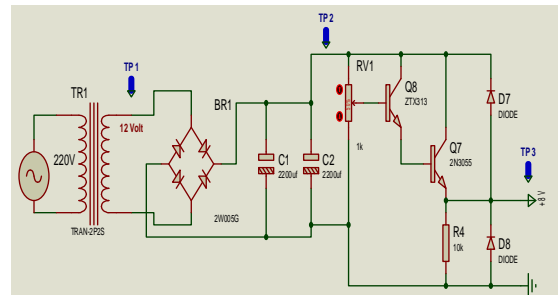 TP 2
TP 1
TR1
RV1
Q8
ZTX313
BR1
D7
DIODE
12 Volt
220V
C1
C2
1k
Q7
2N3055
TP 3
2200uf
2200uf
+8 V
TRAN-2P2S
2W005G
R4
10k
D8
DIODE